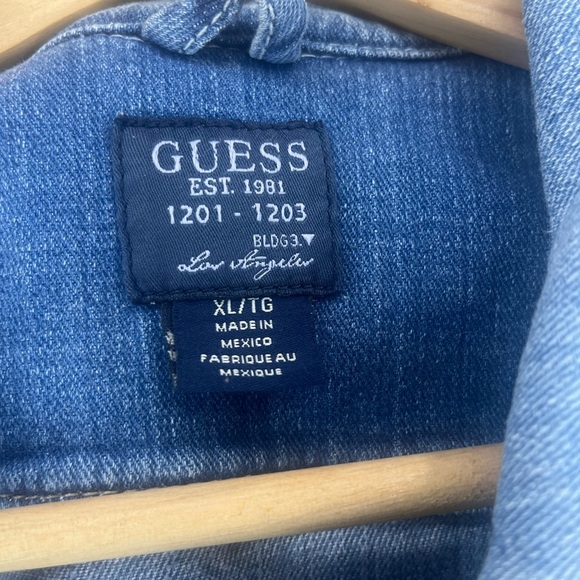 GUESS
EST. 1981
1201 - 1203
BLDG3.▼
Los Angeles
XL/TG
MADE IN
MEXICO
FABRIQUE AU
MEXIQUE